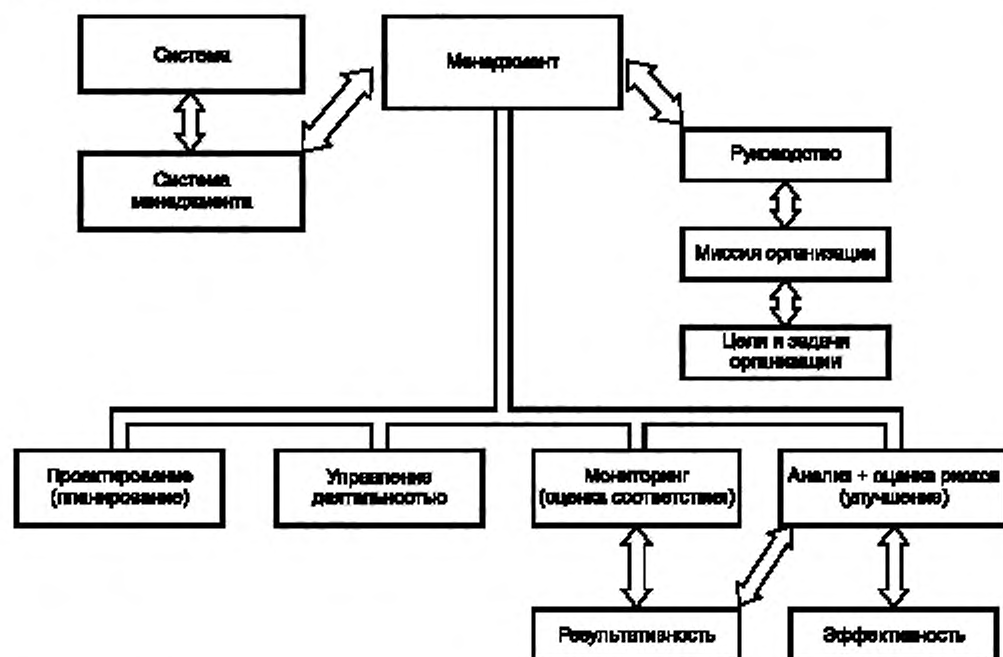 Система
Менеджмент
Система
менеджмента
Руководство
Миссия организации
Цели и задачи
организации
Проектирование
(планирование)
Управление
деятельностью
Мониторинг
(оценка соответствия)
Анализ + оценка рисков
(улучшение)
Результативность
Эффективность